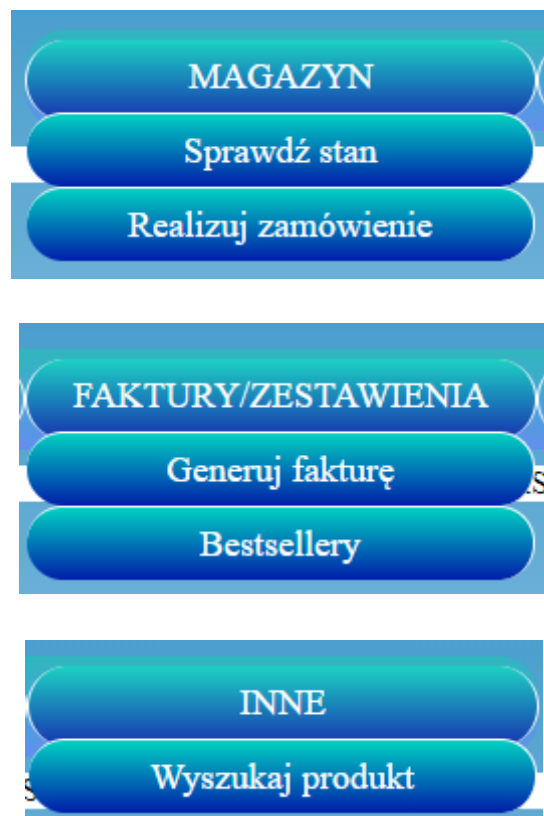 MAGAZYN
Sprawdź stan
Realizuj zamówienie
FAKTURY/ZESTAWIENIA
Generuj fakturę
Bestsellery
INNE
Wyszukaj produkt